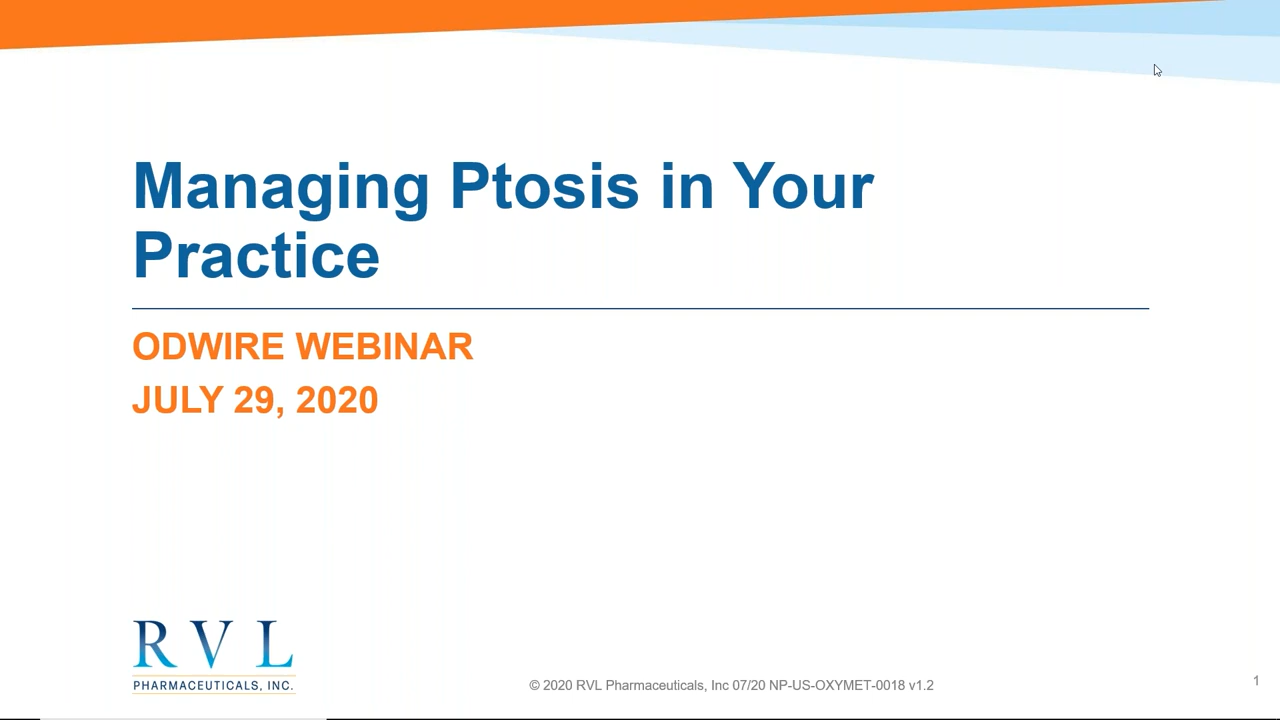 Managing Ptosis in Your
Practice
ODWIRE WEBINAR
JULY 29, 2020
RVL
PHARMACEUTICALS, INC.
© 2020 RVL Pharmaceuticals, Inc 07/20 NP-US-OXYMET-0018 v1.2
1